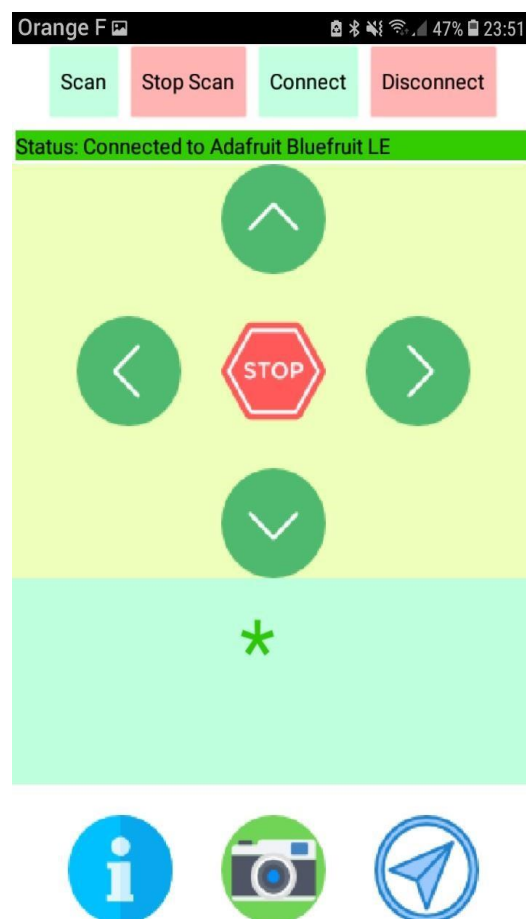 Orange F 47% 23:51
Scan Stop Scan Connect Disconnect
Status: Connected to Adafruit Bluefruit LE
STOP
*
i